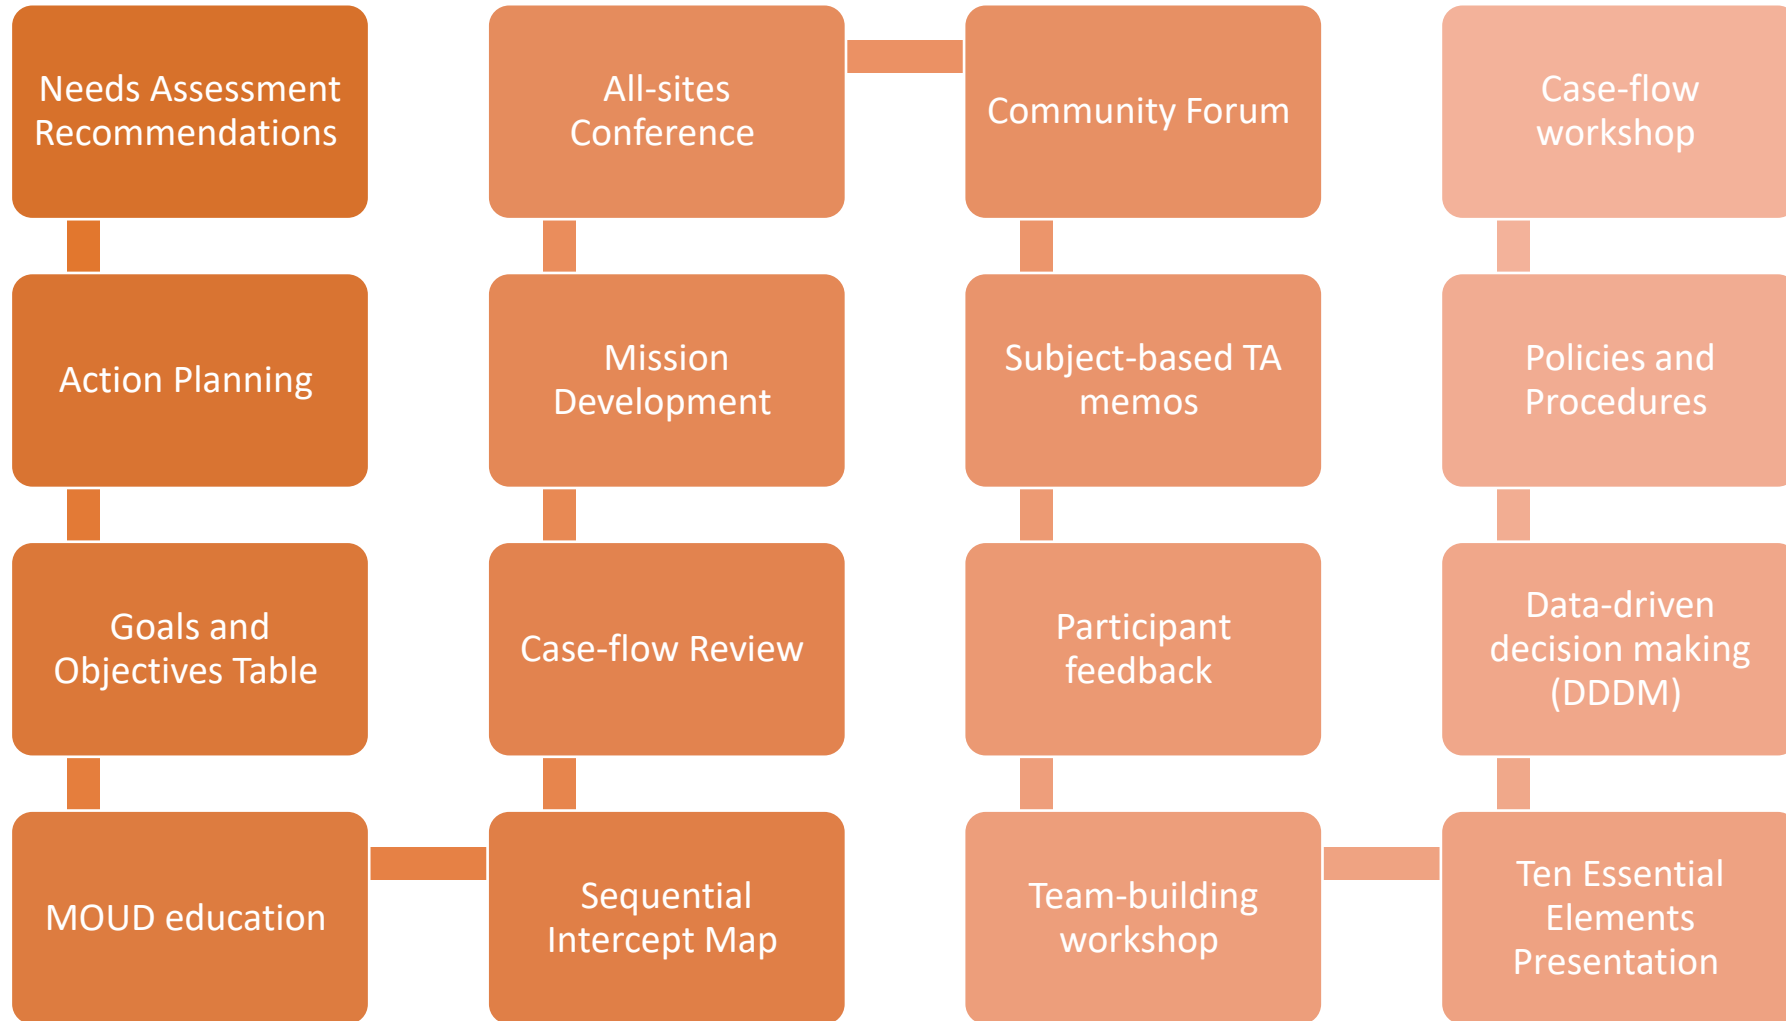 Needs Assessment
Recommendations
Action Planning
Goals and
Objectives Table
MOUD education
Sequential
Intercept Map
Case-flow Review
Mission
Development
All-sites
Conference
Community Forum
Subject-based TA
memos
Participant
feedback
Team-building
workshop
Ten Essential
Elements
Presentation
Data-driven
decision making
(DDDM)
Policies and
Procedures
Case-flow
workshop